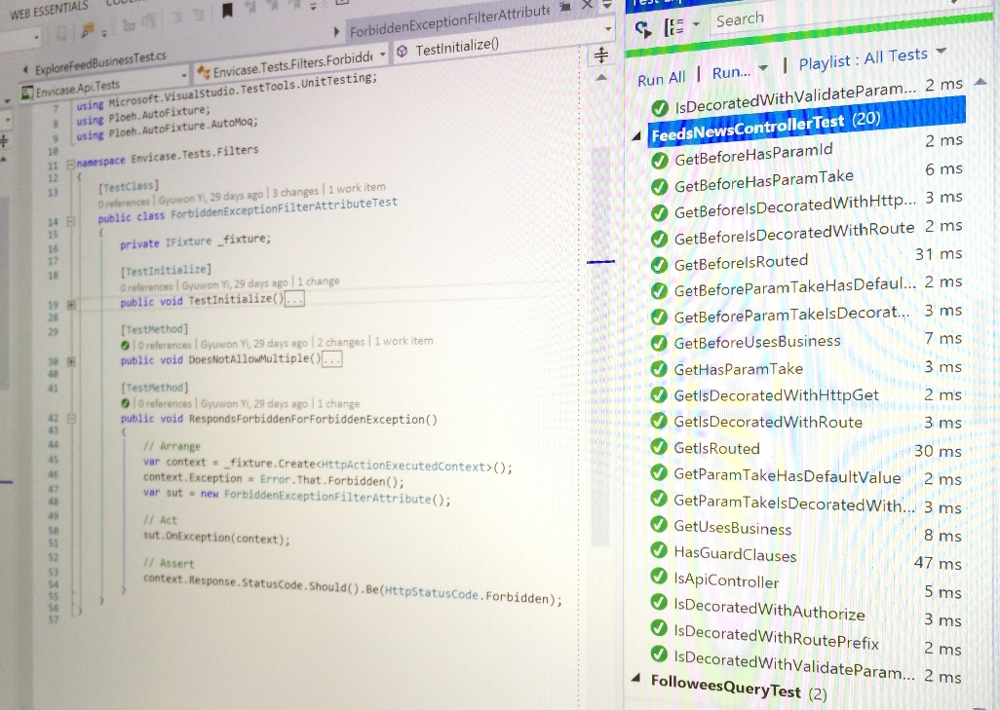 WEB ESSENTIALS
ForbiddenExceptionFilterAttribute
ExploreFeedBusinessTest.cs
Envicase.Api.Tests
Envicase.Tests.Filters.Forbidde
TestInitialize()
7 using Microsoft.VisualStudio.TestTools.UnitTesting;
8 using Ploeh.AutoFixture;
9 using Ploeh.AutoFixture.AutoMoq;
10
11 namespace Envicase.Tests.Filters
12 {
13 [TestClass]
0 references | Gyuwon Yi, 29 days ago | 3 changes | 1 work item
14 public class ForbiddenExceptionFilterAttributeTest
15 {
16 private IFixture _fixture;
17
18 [TestInitialize]
0 references | Gyuwon Yi, 29 days ago | 1 change
19 public void TestInitialize()...
28
29 [TestMethod]
| 0 references | Gyuwon Yi, 29 days ago | 2 changes | 1 work item
30 public void DoesNotAllowMultiple()...
40
41 [TestMethod]
| 0 references | Gyuwon Yi, 29 days ago | 1 change
42 public void RespondsForbiddenForForbiddenException()
43 {
44 // Arrange
45 var context = _fixture.Create<HttpActionExecutedContext>();
46 context.Exception = Error.That.Forbidden();
47 var sut = new ForbiddenExceptionFilterAttribute();
48
49 // Act
50 sut.OnException(context);
51
52 // Assert
53 context.Response.StatusCode.Should().Be(HttpStatusCode.Forbidden);
54 }
55 }
56 }
57
Search
Run All | Run... | Playlist : All Tests
IsDecoratedWithValidateParam... 2 ms
FeedsNewsControllerTest (20)
GetBeforeHasParamId 2 ms
GetBeforeHasParamTake 6 ms
GetBeforeIsDecoratedWithHttp... 3 ms
GetBeforeIsDecoratedWithRoute 2 ms
GetBeforeIsRouted 31 ms
GetBeforeParamTakeHasDefaul... 2 ms
GetBeforeParamTakeIsDecorat... 3 ms
GetBeforeUsesBusiness 7 ms
GetHasParamTake 3 ms
GetIsDecoratedWithHttpGet 2 ms
GetIsDecoratedWithRoute 3 ms
GetIsRouted 30 ms
GetParamTakeHasDefaultValue 2 ms
GetParamTakeIsDecoratedWith... 3 ms
GetUsesBusiness 8 ms
HasGuardClauses 47 ms
IsApiController 5 ms
IsDecoratedWithAuthorize 3 ms
IsDecoratedWithRoutePrefix 2 ms
IsDecoratedWithValidateParam... 2 ms
FolloweesQueryTest (2)